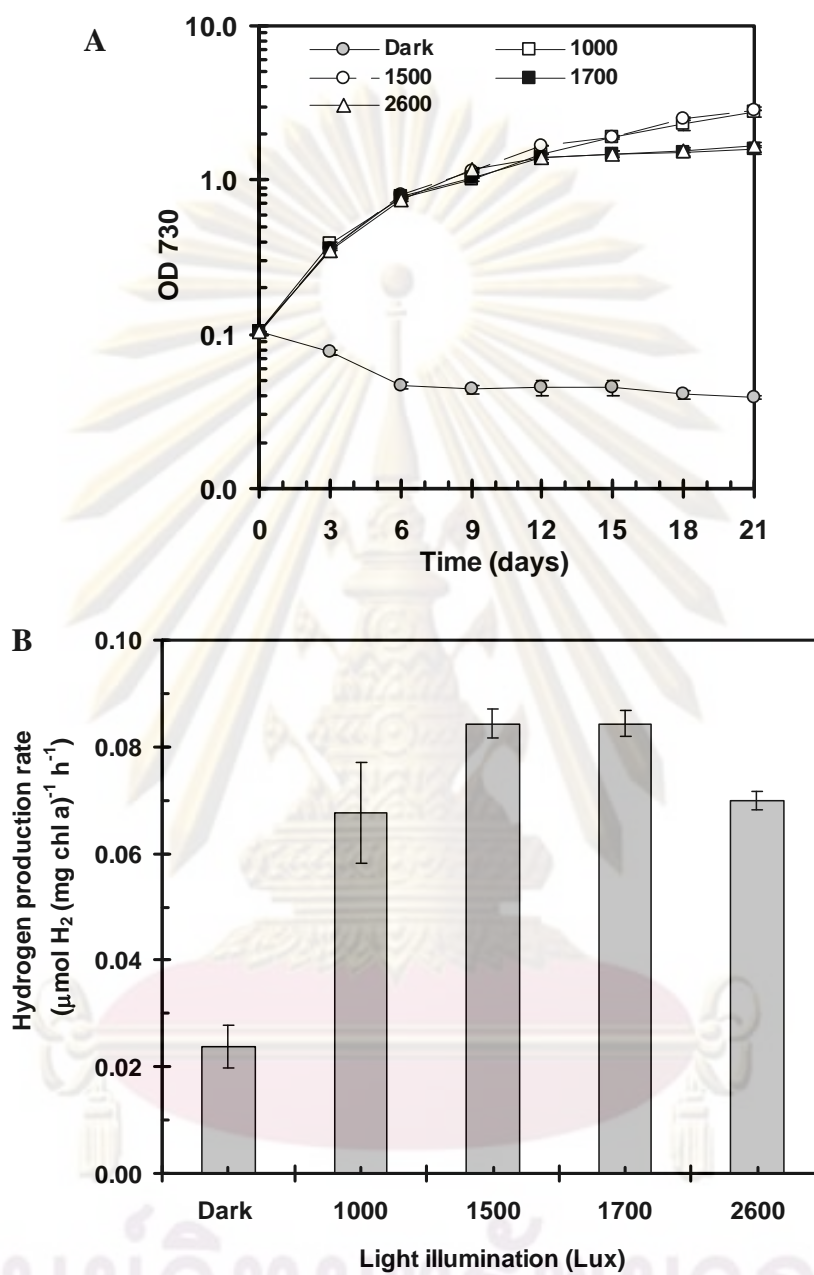 A
10.0
Dark
1000
1500
1700
2600
1.0
OD 730
0.1
0.0
0 3 6 9 12 15 18 21
Time (days)
B
0.10
0.08
0.06
0.04
0.02
0.00
Hydrogen production rate
(μmol H₂ (mg chl a)⁻¹ h⁻¹)
Dark 1000 1500 1700 2600
Light illumination (Lux)